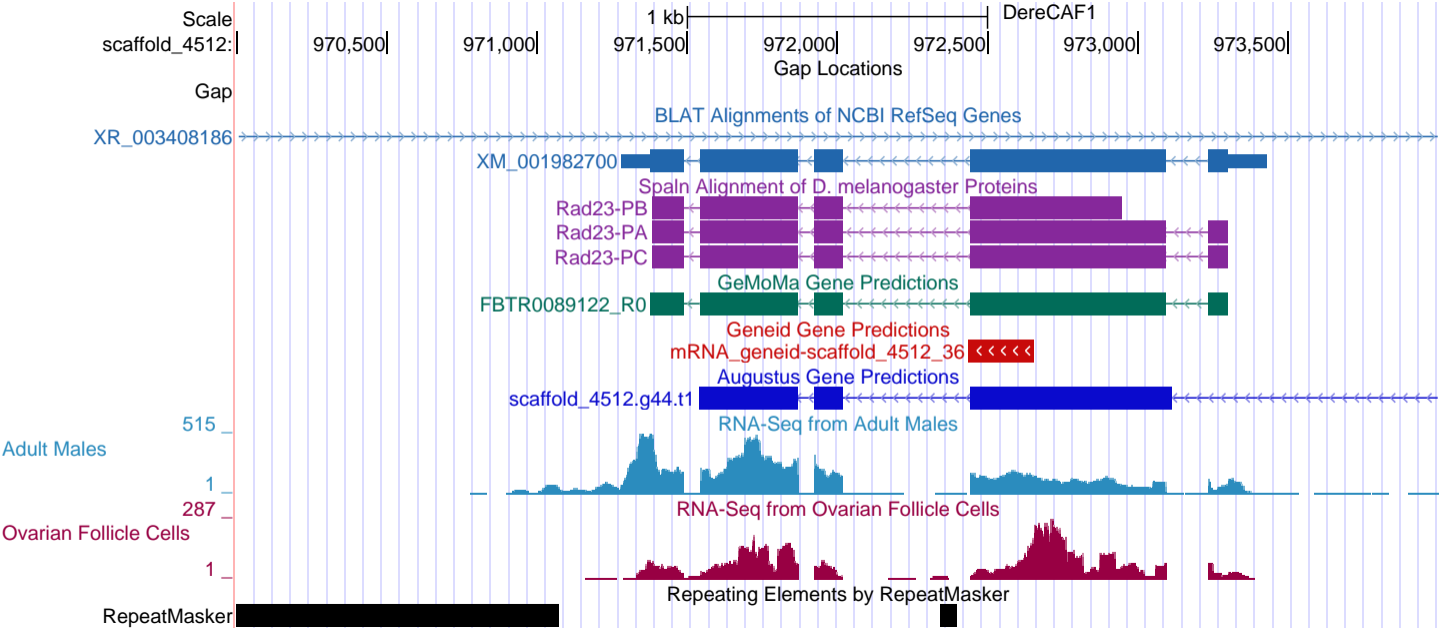 Scale 1 kb DereCAF1
scaffold_4512: 970,500 971,000 971,500 972,000 972,500 973,000 973,500
Gap Locations
Gap
BLAT Alignments of NCBI RefSeq Genes
XR_003408186
XM_001982700
Spaln Alignment of D. melanogaster Proteins
Rad23-PB
Rad23-PA
Rad23-PC
GeMoMa Gene Predictions
FBTR0089122_R0
Geneid Gene Predictions
mRNA_geneid-scaffold_4512_36
Augustus Gene Predictions
scaffold_4512.g44.t1
515 _ RNA-Seq from Adult Males
Adult Males
1 _
287 _ RNA-Seq from Ovarian Follicle Cells
Ovarian Follicle Cells
1 _
Repeating Elements by RepeatMasker
RepeatMasker